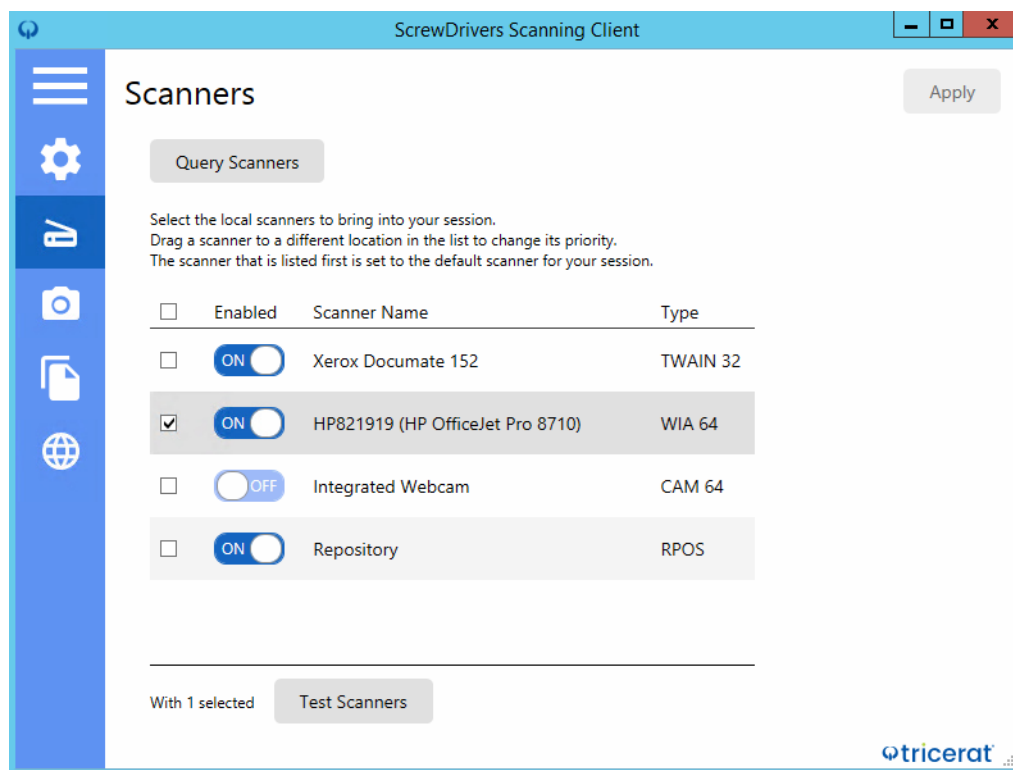 ScrewDrivers Scanning Client
Scanners
Apply
Query Scanners
Select the local scanners to bring into your session.
Drag a scanner to a different location in the list to change its priority.
The scanner that is listed first is set to the default scanner for your session.
Enabled Scanner Name Type
ON Xerox Documate 152 TWAIN 32
ON HP821919 (HP OfficeJet Pro 8710) WIA 64
OFF Integrated Webcam CAM 64
ON Repository RPOS
With 1 selected Test Scanners
tricerat